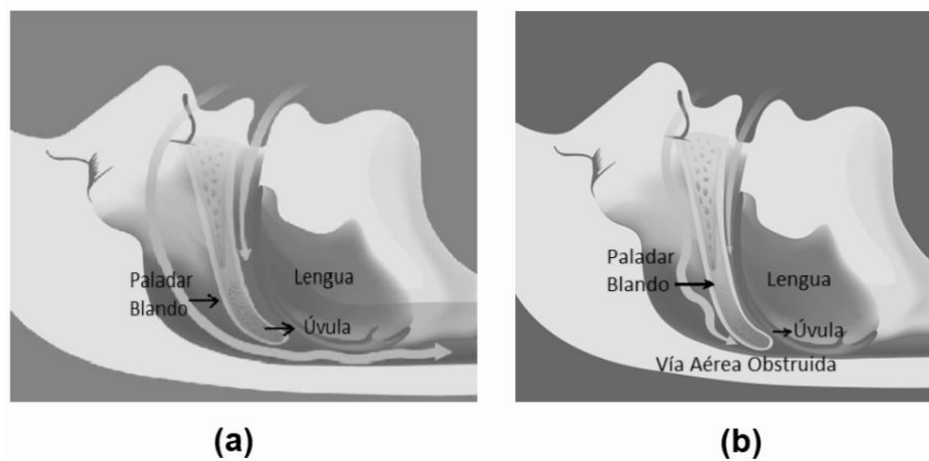 Paladar
Blando
Lengua
Úvula
(a)
Paladar
Blando
Lengua
Úvula
Vía Aérea Obstruida
(b)